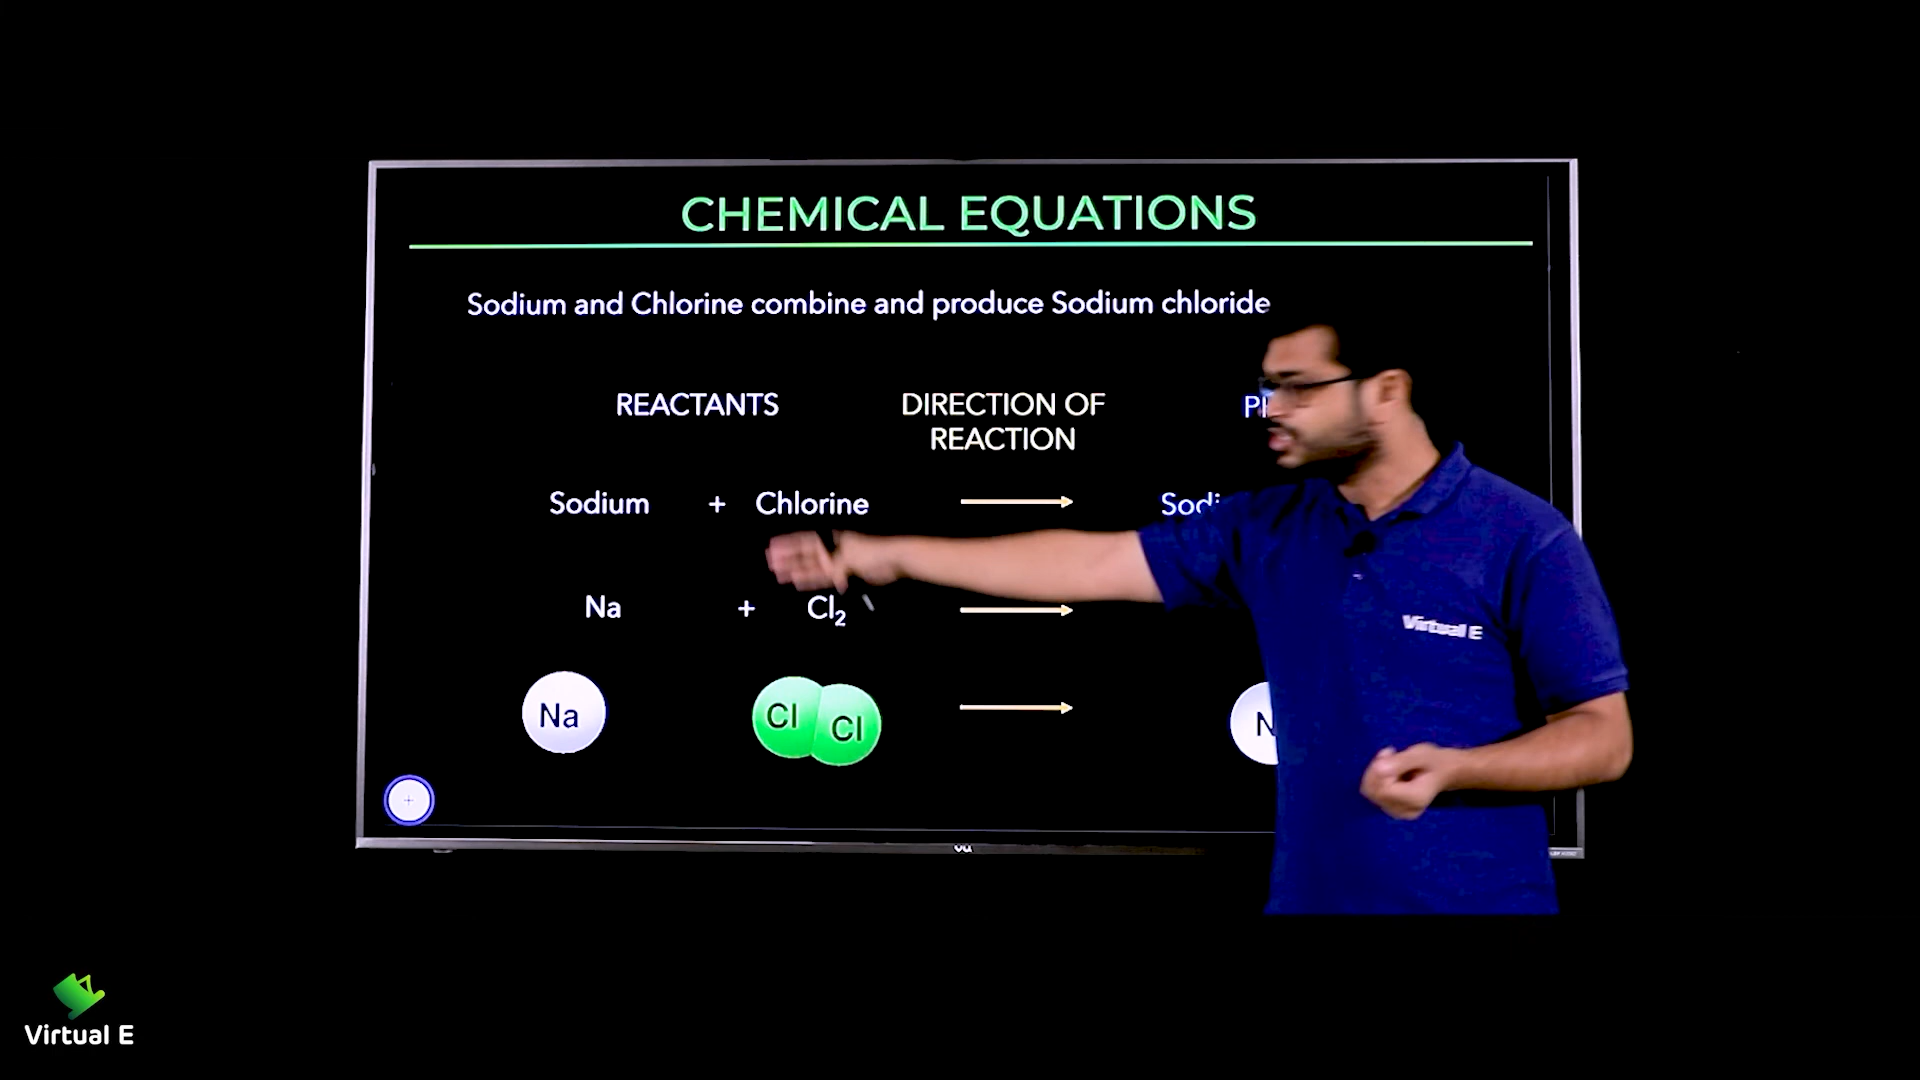 CHEMICAL EQUATIONS
Sodium and Chlorine combine and produce Sodium chloride
REACTANTS
DIRECTION OF
REACTION
Sodium + Chlorine
Na + Cl₂
Na
Cl Cl
N
Virtual E
Virtual E